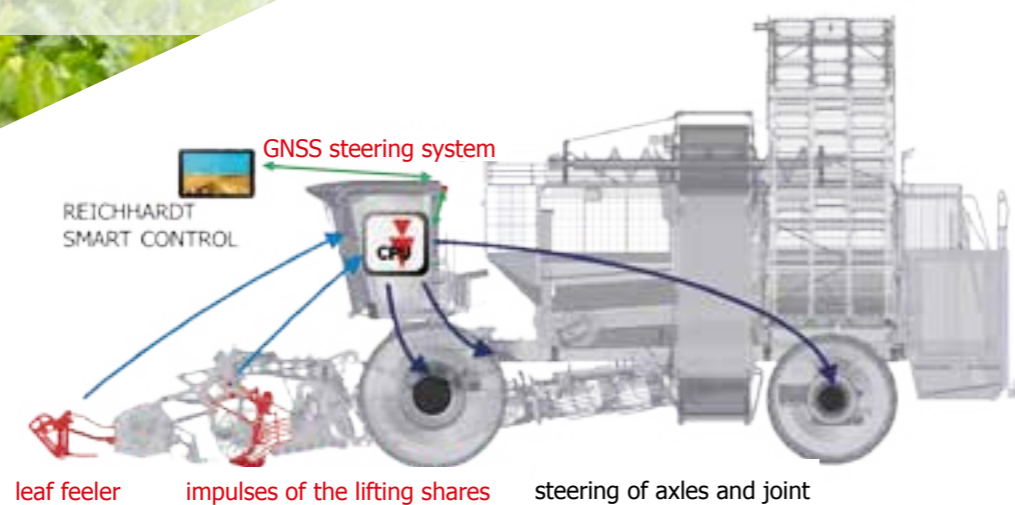 GNSS steering system
REICHHARDT
SMART CONTROL
CPU
leaf feeler
impulses of the lifting shares
steering of axles and joint